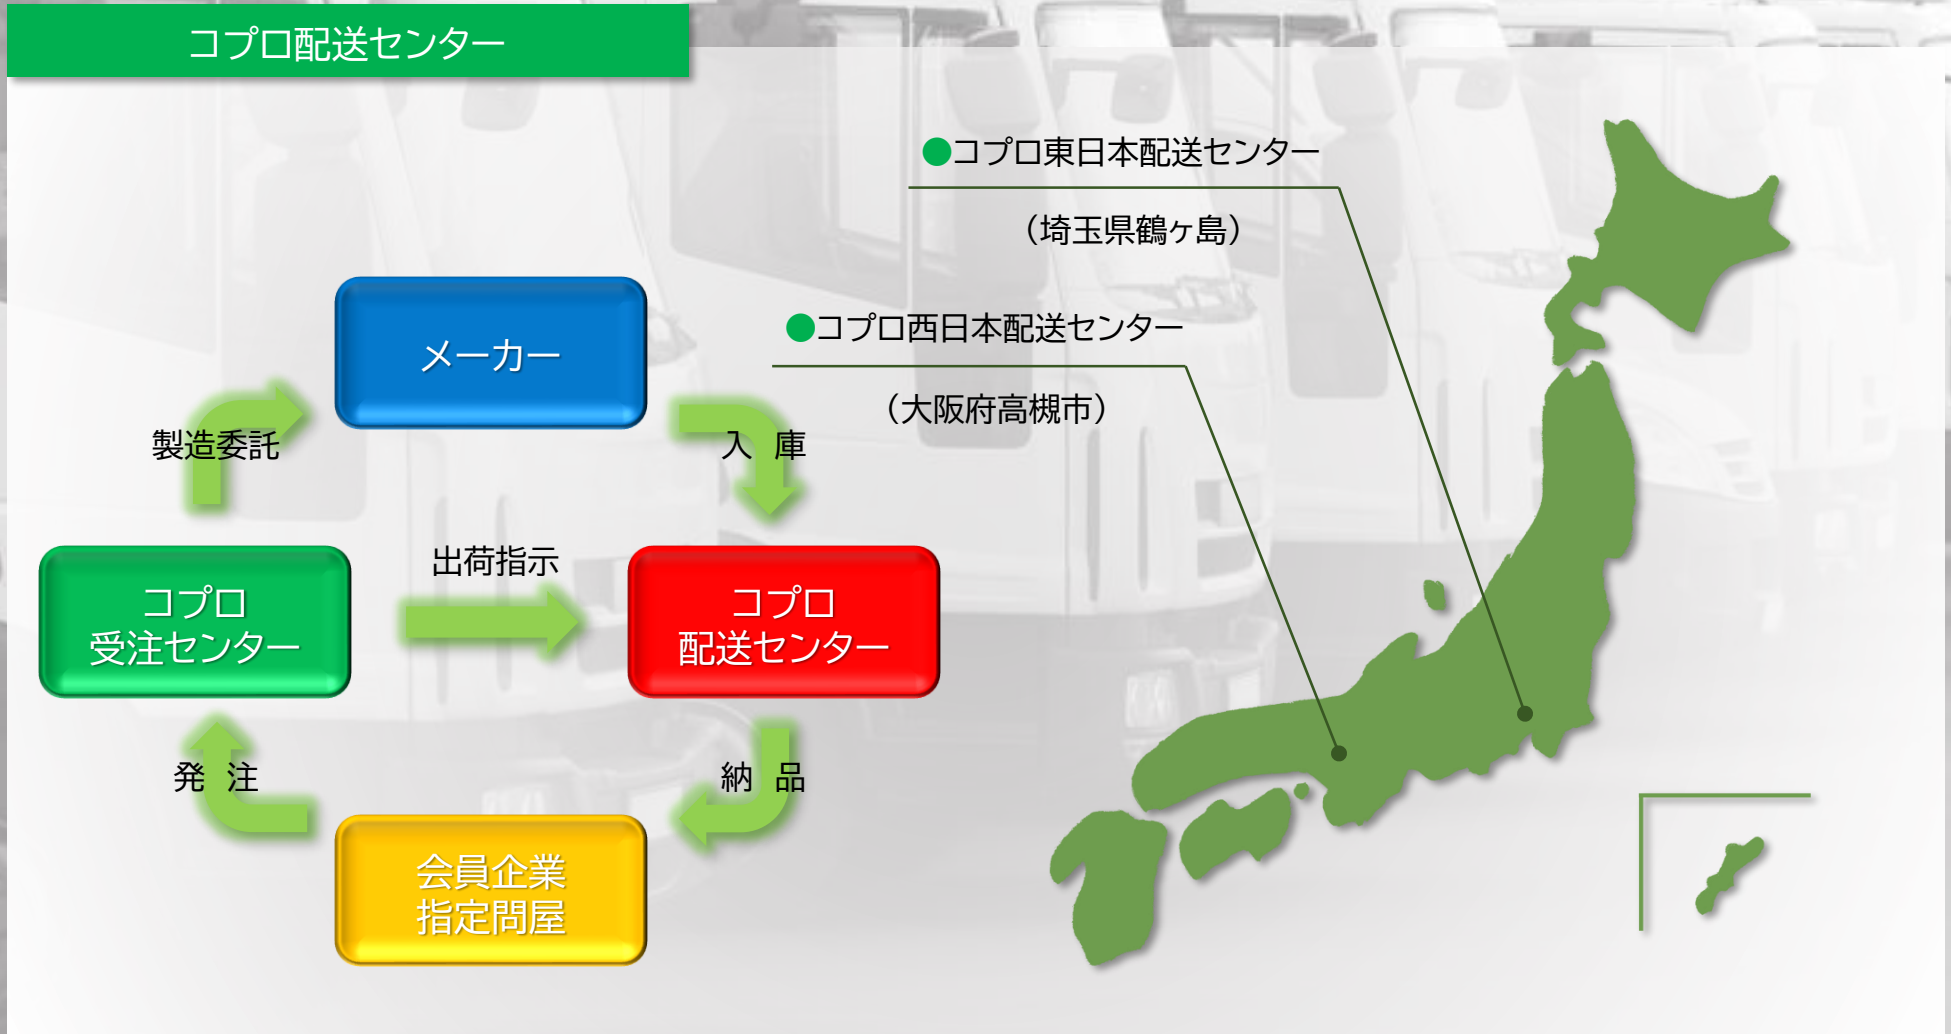 コプロ配送センター
●コプロ東日本配送センター
（埼玉県鶴ヶ島）
●コプロ西日本配送センター
（大阪府高槻市）
メーカー
製造委託
入 庫
出荷指示
コプロ
受注センター
コプロ
配送センター
発 注
納 品
会員企業
指定問屋